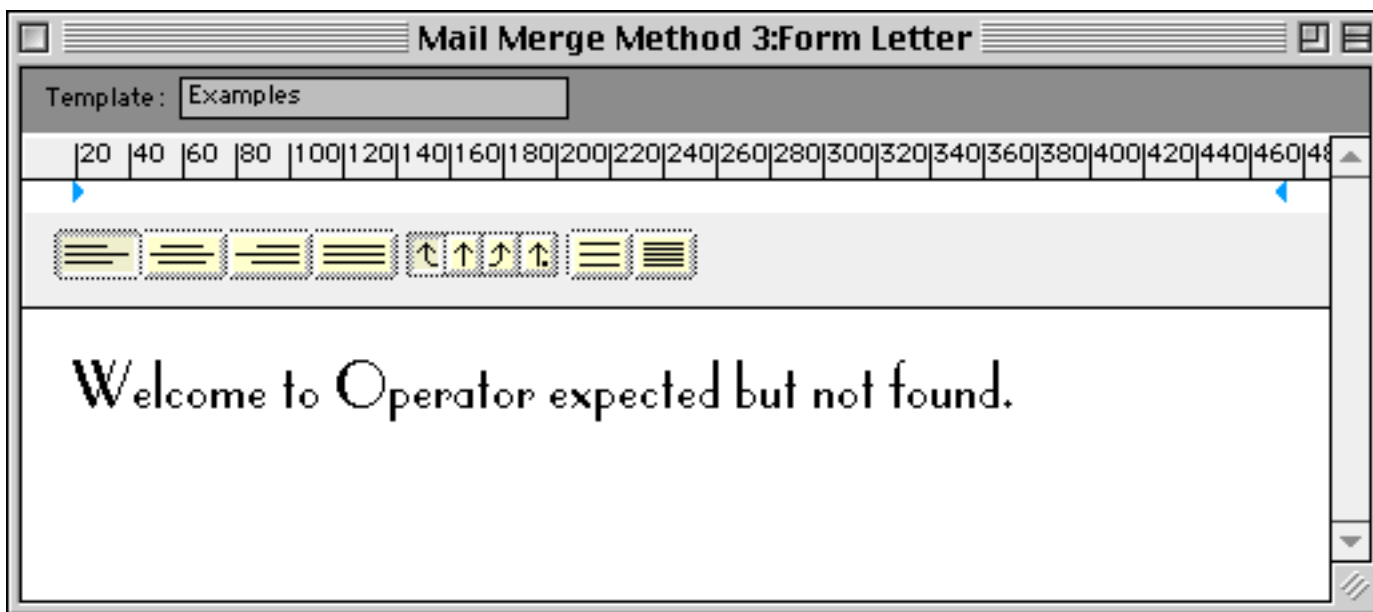 Mail Merge Method 3:Form Letter
Template: Examples
20 40 60 80 100 120 140 160 180 200 220 240 260 280 300 320 340 360 380 400 420 440 460 48
Welcome to Operator expected but not found.